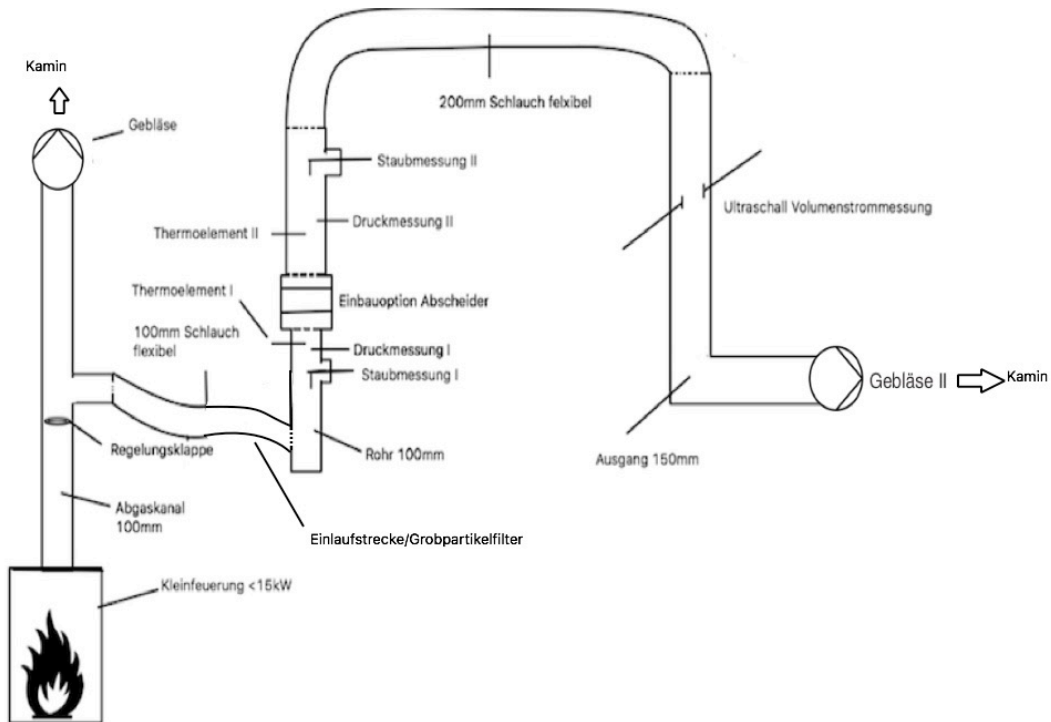 Kamin
Gebläse
200mm Schlauch felxibel
Staubmessung II
Druckmessung II
Ultraschall Volumenstrommessung
Thermoelement II
Thermoelement I
Einbauoption Abscheider
100mm Schlauch
flexibel
Druckmessung I
Staubmessung I
Gebläse II
Kamin
Regelungsklappe
Rohr 100mm
Ausgang 150mm
Abgaskanal
100mm
Einlaufstrecke/Grobpartikelfilter
Kleinfeuerung <15kW